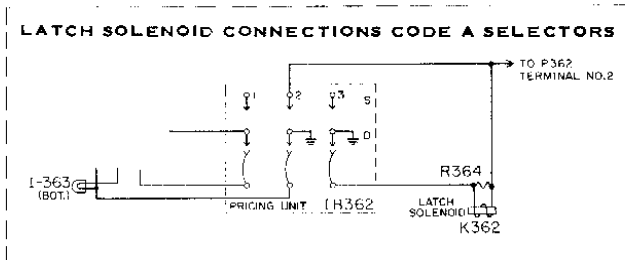 LATCH SOLENOID CONNECTIONS CODE A SELECTORS
TO P362
TERMINAL NO.2
1 2 3 S
D
R364
I-363
(BOT.)
PRICING UNIT
LATCH
SOLENOID
K362